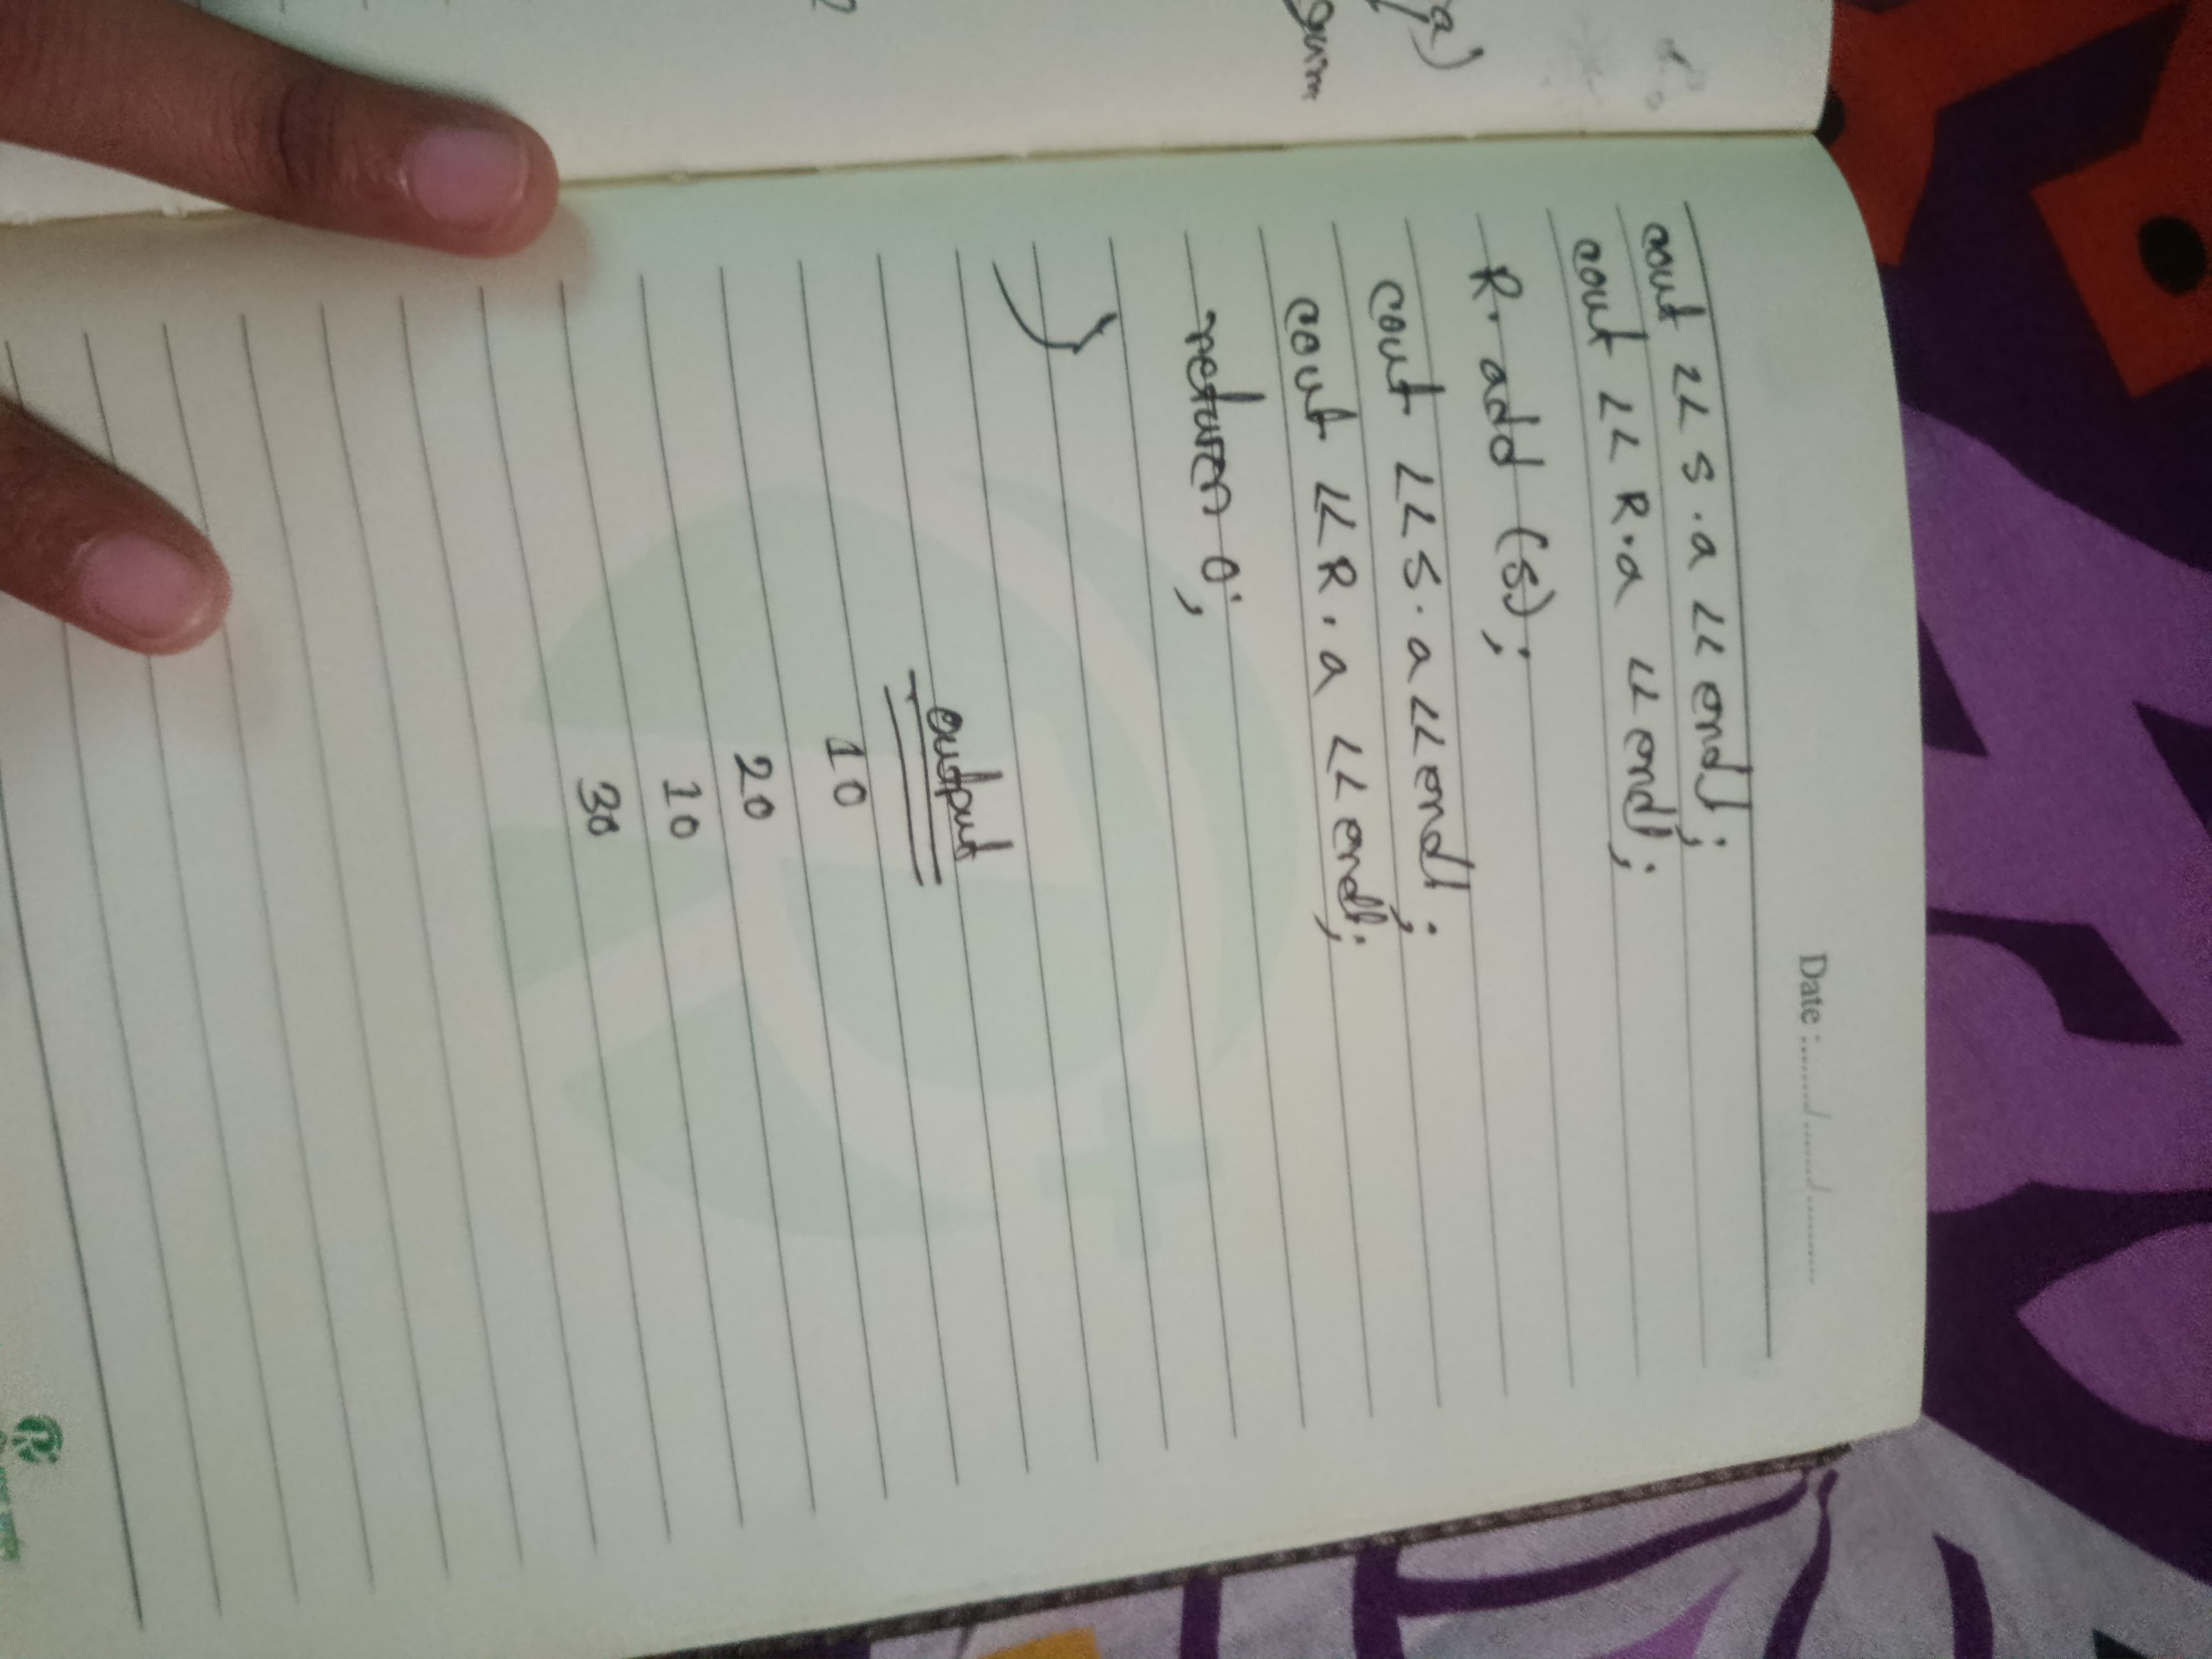 Date :......./......./.......
cout << s.a << endl;
cout << R.a << endl;
R. add (s);
cout << s.a << endl;
cout << R.a << endl;
return 0;
}
output
10
20
10
30